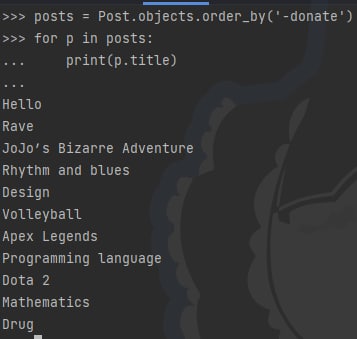 >>> posts = Post.objects.order_by('-donate')
>>> for p in posts:
...     print(p.title)
...
Hello
Rave
JoJo’s Bizarre Adventure
Rhythm and blues
Design
Volleyball
Apex Legends
Programming language
Dota 2
Mathematics
Drug